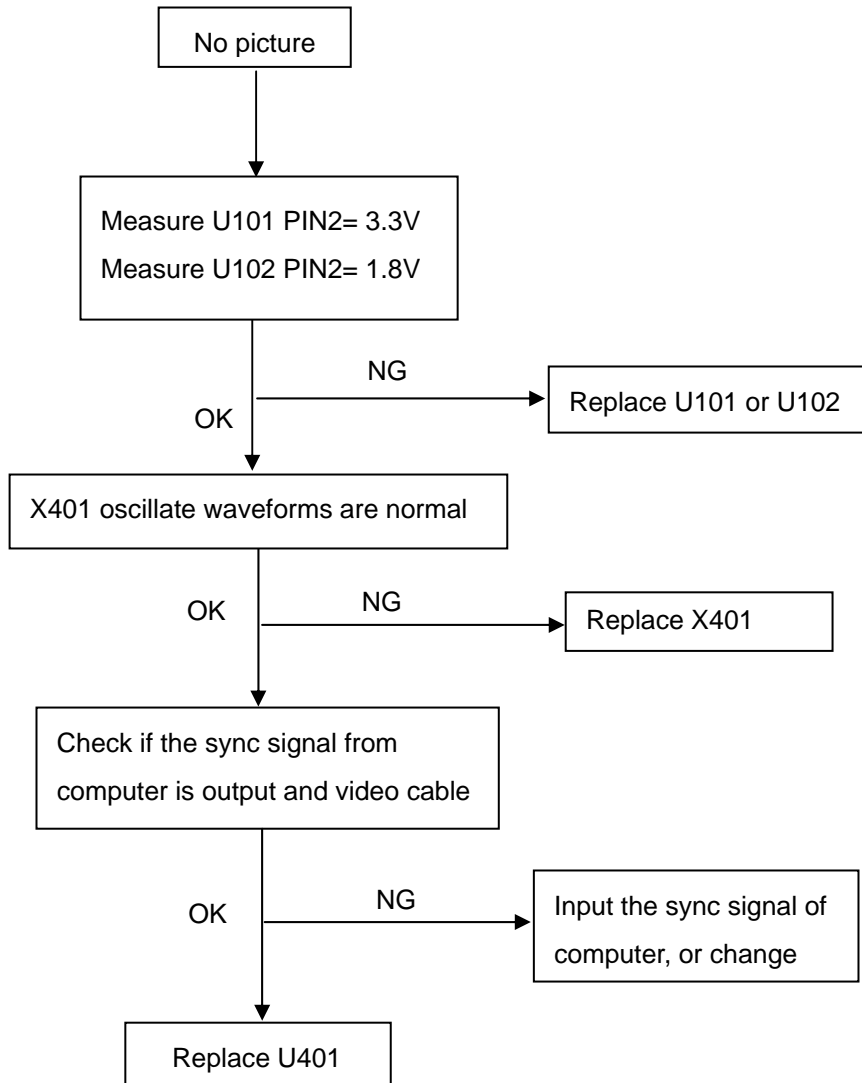 No picture
Measure U101 PIN2= 3.3V
Measure U102 PIN2= 1.8V
NG
Replace U101 or U102
OK
X401 oscillate waveforms are normal
NG
OK
Replace X401
Check if the sync signal from
computer is output and video cable
NG
OK
Input the sync signal of
computer, or change
Replace U401